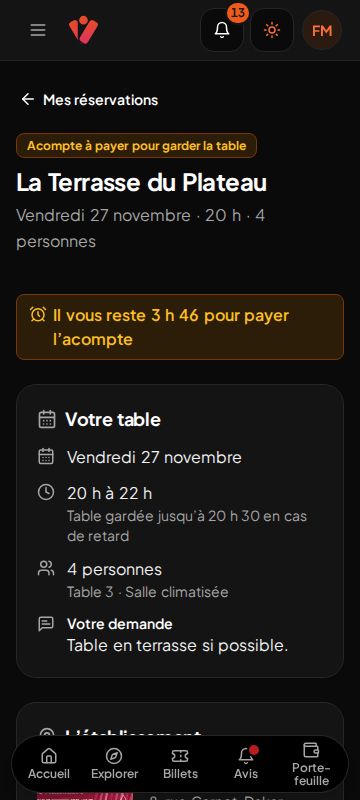 13
FM
Mes réservations
Acompte à payer pour garder la table
La Terrasse du Plateau
Vendredi 27 novembre · 20 h · 4
personnes
Il vous reste 3 h 46 pour payer
l’acompte
Votre table
Vendredi 27 novembre
20 h à 22 h
Table gardée jusqu’à 20 h 30 en cas
de retard
4 personnes
Table 3 · Salle climatisée
Votre demande
Table en terrasse si possible.
L’établissement
Accueil
Explorer
Billets
Avis
Porte-
feuille